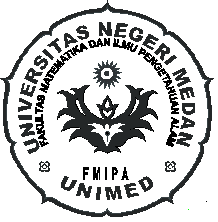 UNIVERSITAS NEGERI MEDAN
FAKULTAS MATEMATIKA DAN ILMU PENGETAHUAN ALAM
FMIPA
UNIMED